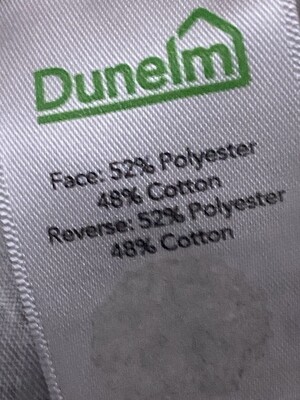 Dunelm
Face: 52% Polyester
48% Cotton
Reverse: 52% Polyester
48% Cotton